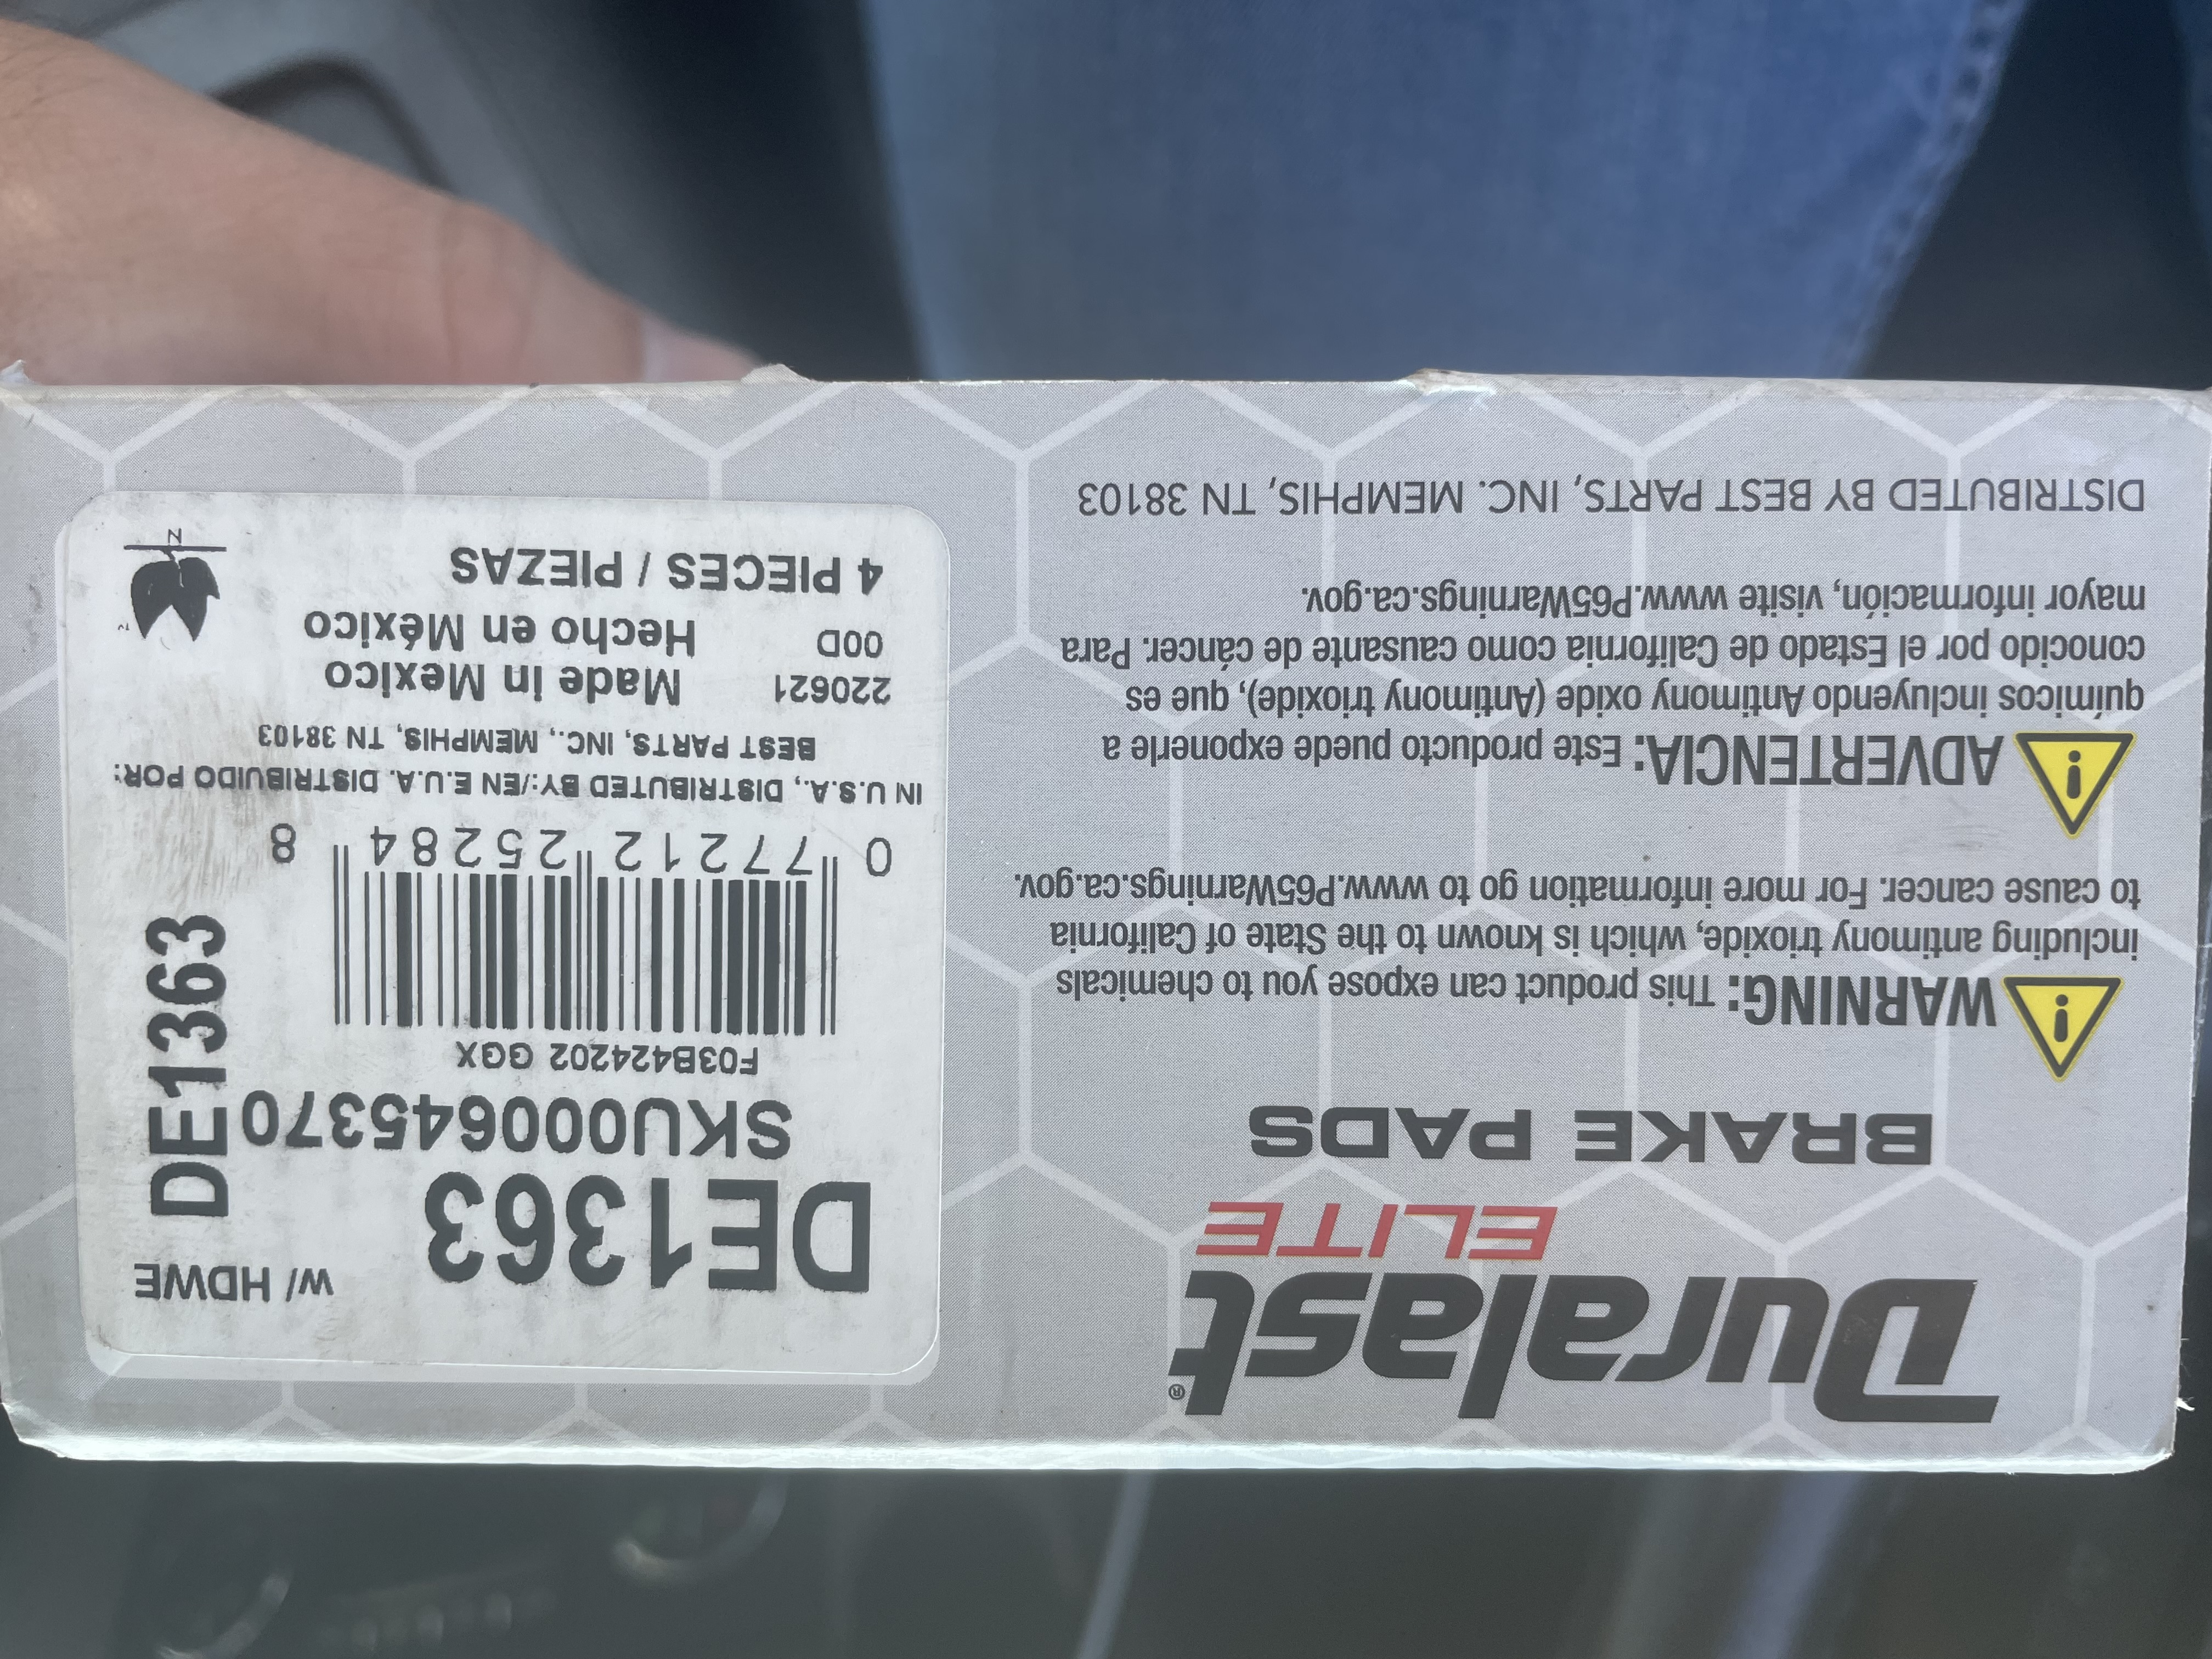 Duralast®
ELITE
BRAKE PADS
WARNING: This product can expose you to chemicals
including antimony trioxide, which is known to the State of California
to cause cancer. For more information go to www.P65Warnings.ca.gov.
ADVERTENCIA: Este producto puede exponerle a
químicos incluyendo Antimony oxide (Antimony trioxide), que es
conocido por el Estado de California como causante de cáncer. Para
mayor información, visite www.P65Warnings.ca.gov.
DISTRIBUTED BY BEST PARTS, INC. MEMPHIS, TN 38103
DE1363
w/ HDWE
SKU000645370
DE1363
F03B424202 GGX
0 77212 25284 8
IN U.S.A., DISTRIBUTED BY:/EN E.U.A. DISTRIBUIDO POR:
BEST PARTS, INC., MEMPHIS, TN 38103
220621 Made in Mexico
00D Hecho en México
4 PIECES / PIEZAS
N